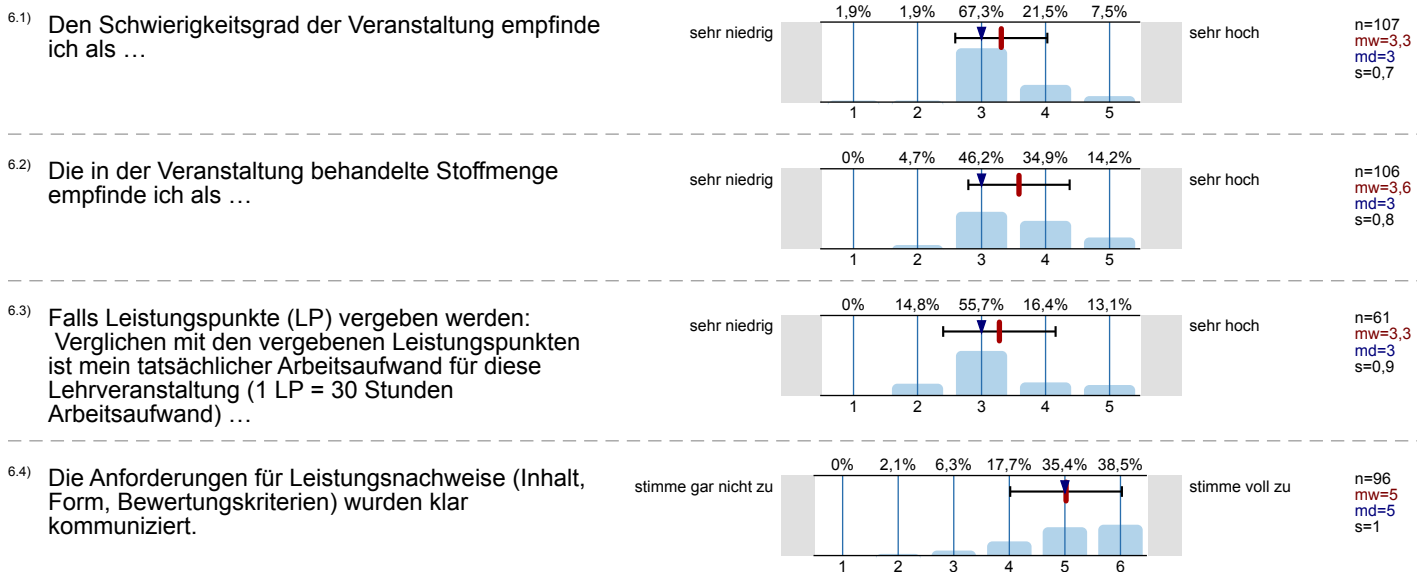 6.1) Den Schwierigkeitsgrad der Veranstaltung empfinde
ich als …
sehr niedrig
1,9% 1,9% 67,3% 21,5% 7,5%
1 2 3 4 5
sehr hoch
n=107
mw=3,3
md=3
s=0,7
6.2) Die in der Veranstaltung behandelte Stoffmenge
empfinde ich als …
sehr niedrig
0% 4,7% 46,2% 34,9% 14,2%
1 2 3 4 5
sehr hoch
n=106
mw=3,6
md=3
s=0,8
6.3) Falls Leistungspunkte (LP) vergeben werden:
Verglichen mit den vergebenen Leistungspunkten
ist mein tatsächlicher Arbeitsaufwand für diese
Lehrveranstaltung (1 LP = 30 Stunden
Arbeitsaufwand) …
sehr niedrig
0% 14,8% 55,7% 16,4% 13,1%
1 2 3 4 5
sehr hoch
n=61
mw=3,3
md=3
s=0,9
6.4) Die Anforderungen für Leistungsnachweise (Inhalt,
Form, Bewertungskriterien) wurden klar
kommuniziert.
stimme gar nicht zu
0% 2,1% 6,3% 17,7% 35,4% 38,5%
1 2 3 4 5 6
stimme voll zu
n=96
mw=5
md=5
s=1